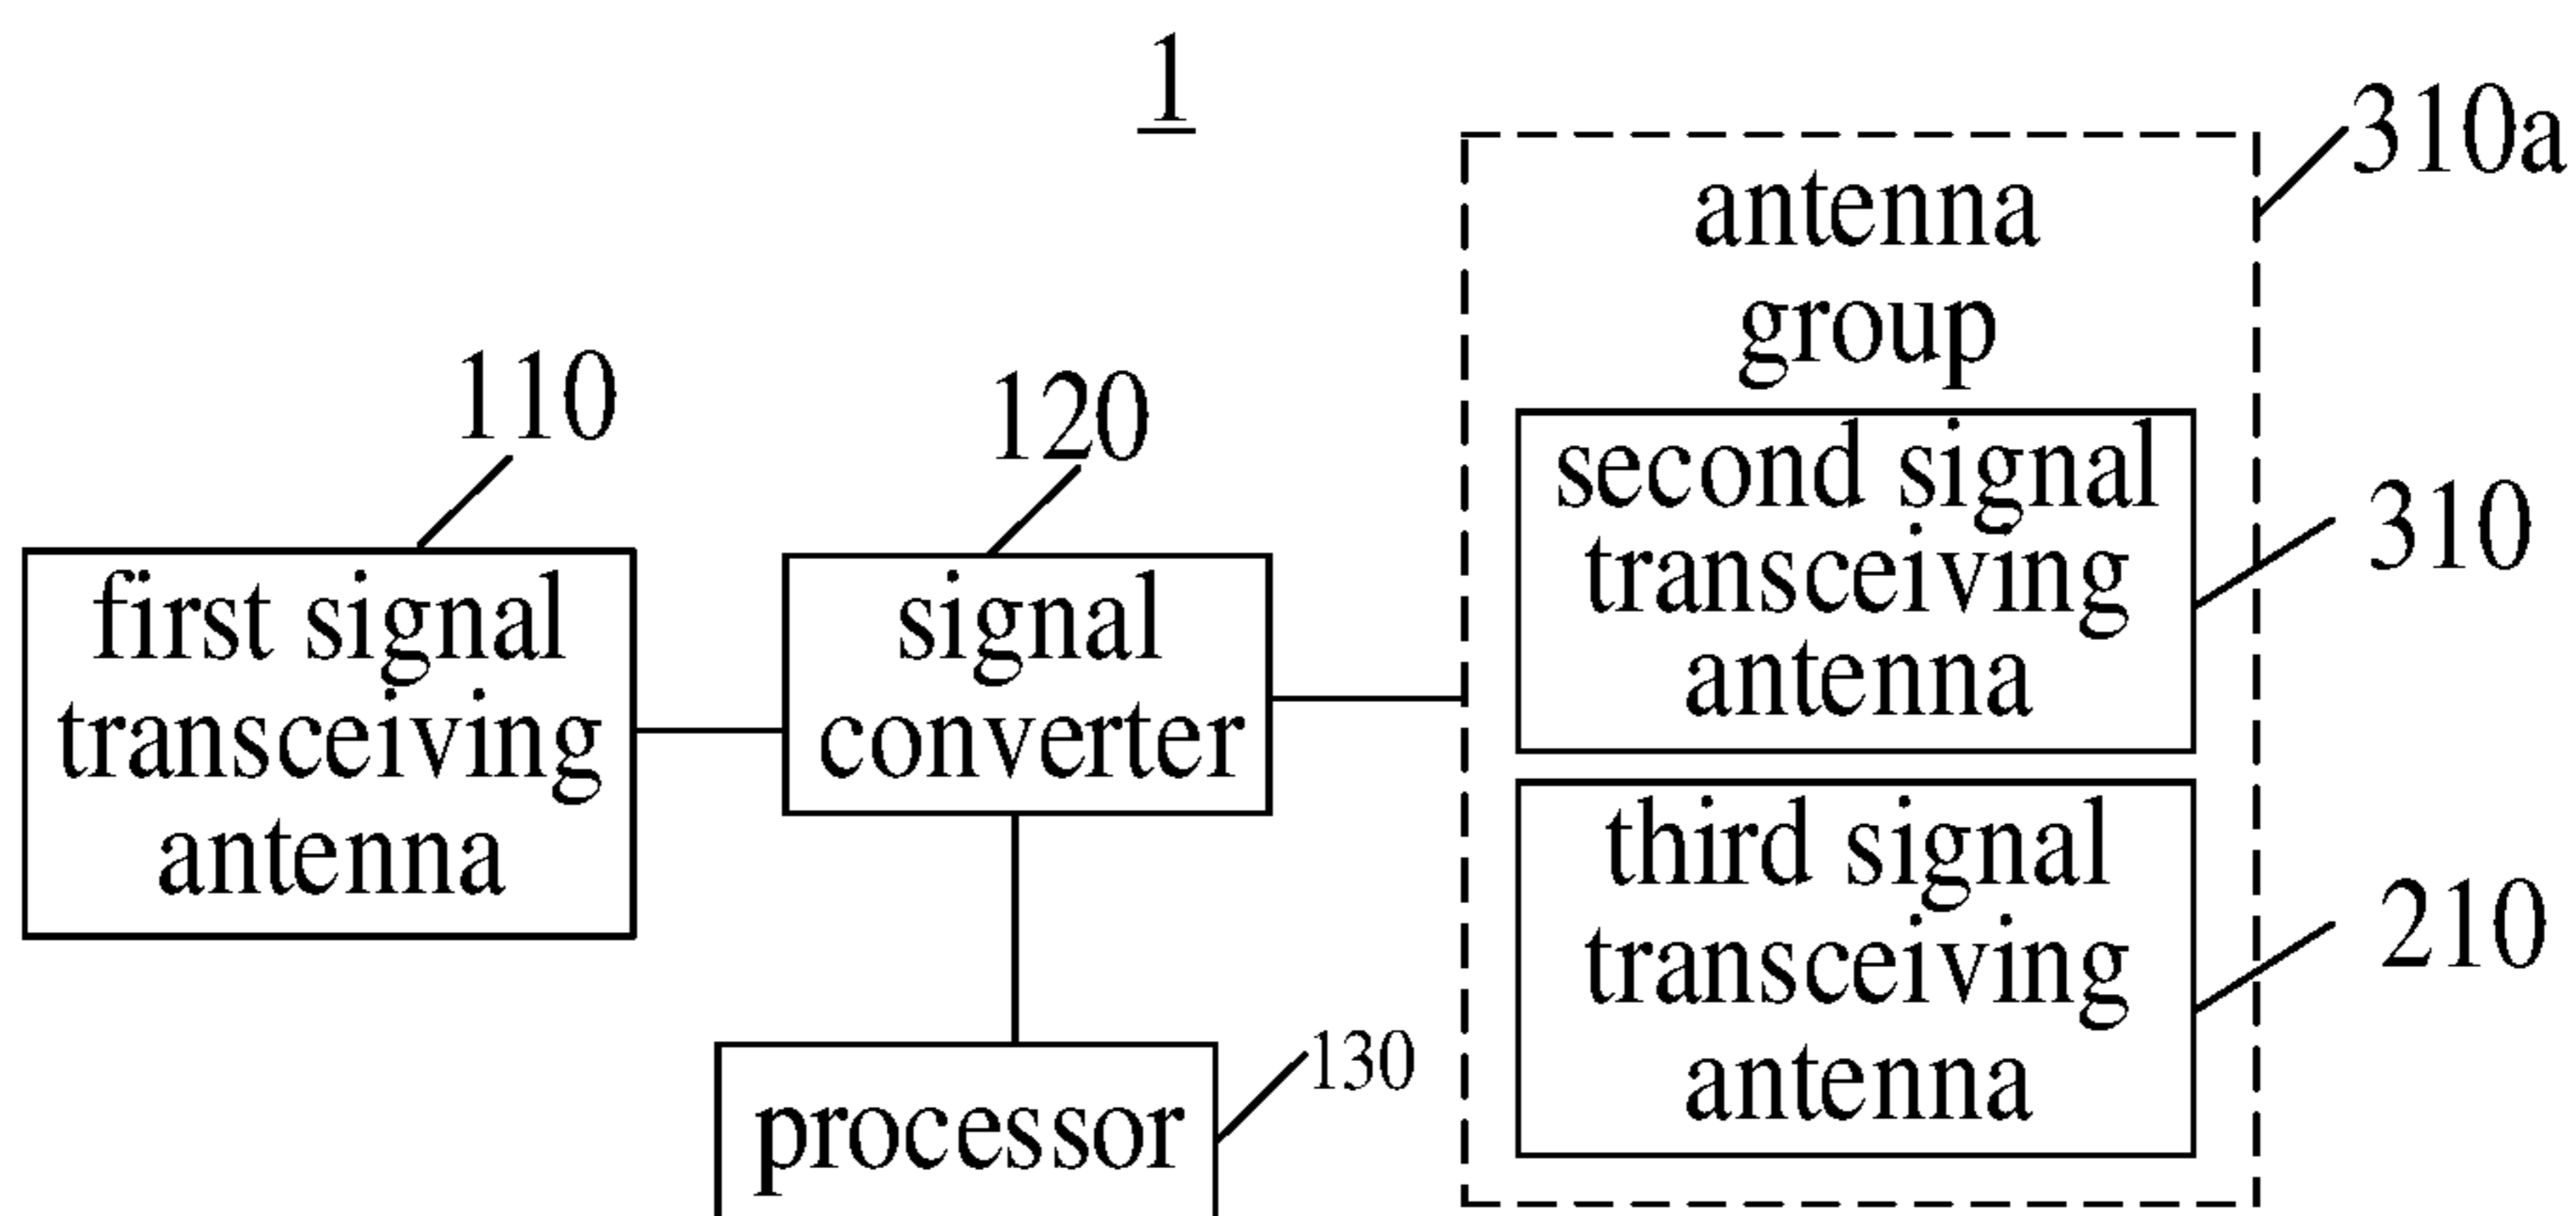 1
310a
antenna
group
110
120
second signal
transceiving
antenna
310
first signal
transceiving
antenna
signal
converter
third signal
transceiving
antenna
210
130
processor